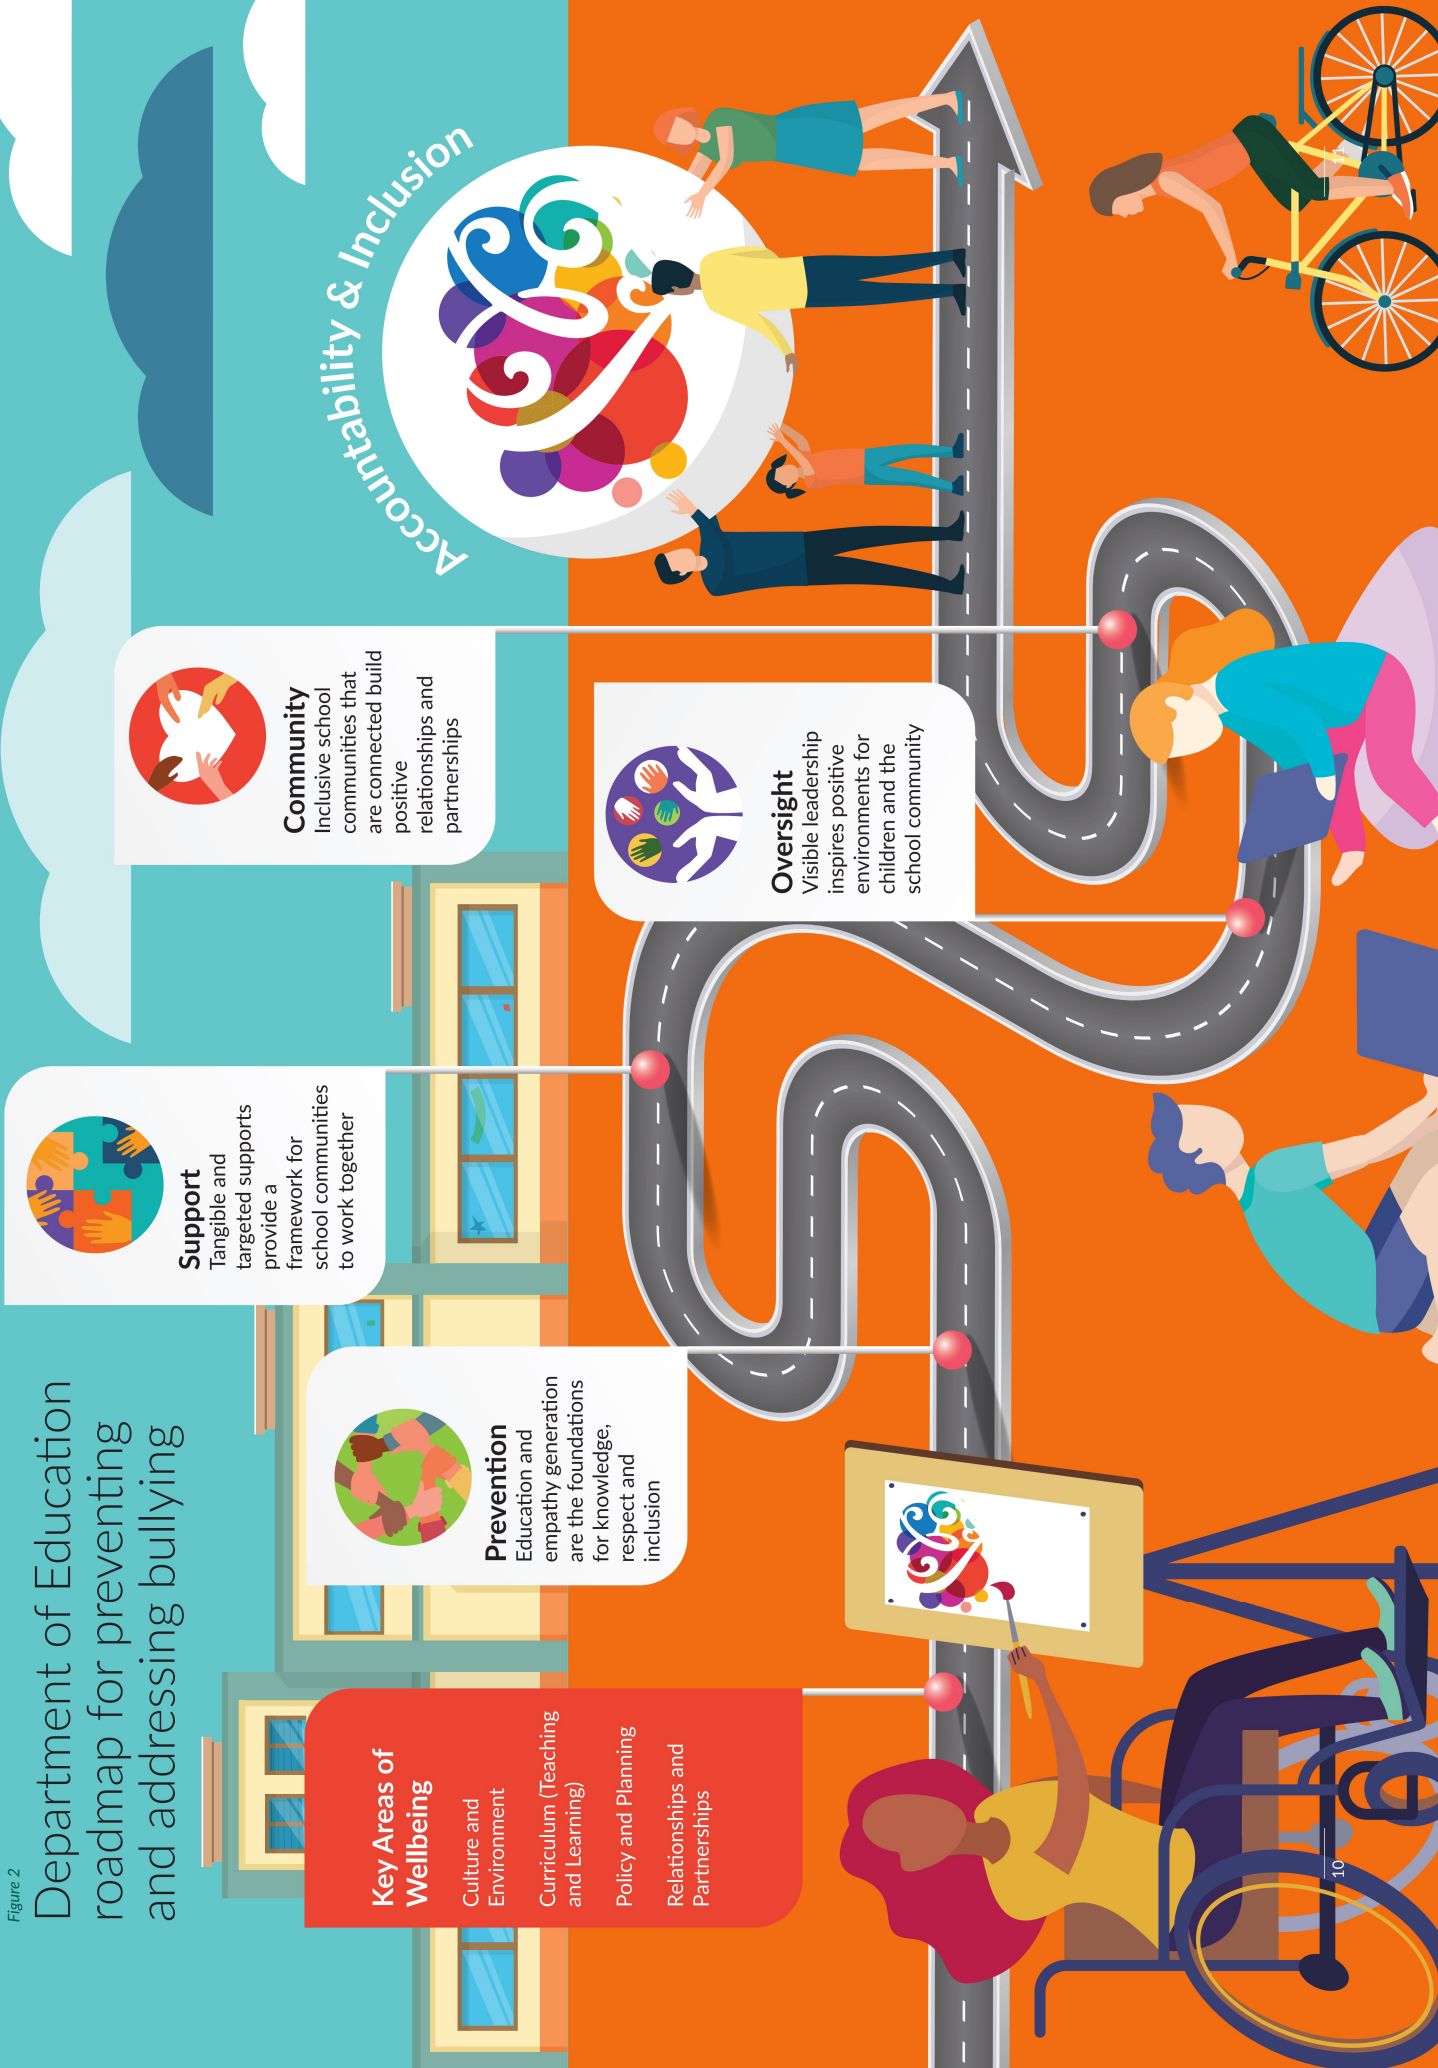 Figure 2
Department of Education
roadmap for preventing
and addressing bullying
Key Areas of
Wellbeing
Culture and
Environment
Curriculum (Teaching
and Learning)
Policy and Planning
Relationships and
Partnerships
Prevention
Education and
empathy generation
are the foundations
for knowledge,
respect and
inclusion
Support
Tangible and
targeted supports
provide a
framework for
school communities
to work together
Oversight
Visible leadership
inspires positive
environments for
children and the
school community
Community
Inclusive school
communities that
are connected build
positive
relationships and
partnerships
Accountability & Inclusion
10
11